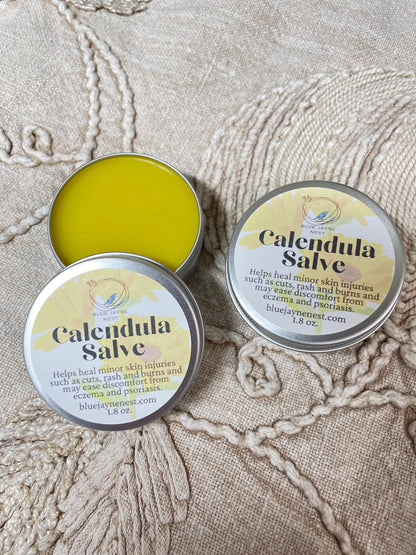 BLUE JAYNE
NEST
Calendula
Salve
Helps heal minor skin injuries
such as cuts, rash and burns and
may ease discomfort from
eczema and psoriasis.
bluejaynenest.com
1.8 oz.
BLUE JAYNE
NEST
Calendula
Salve
Helps heal minor skin injuries
such as cuts, rash and burns and
may ease discomfort from
eczema and psoriasis.
bluejaynenest.com
1.8 oz.